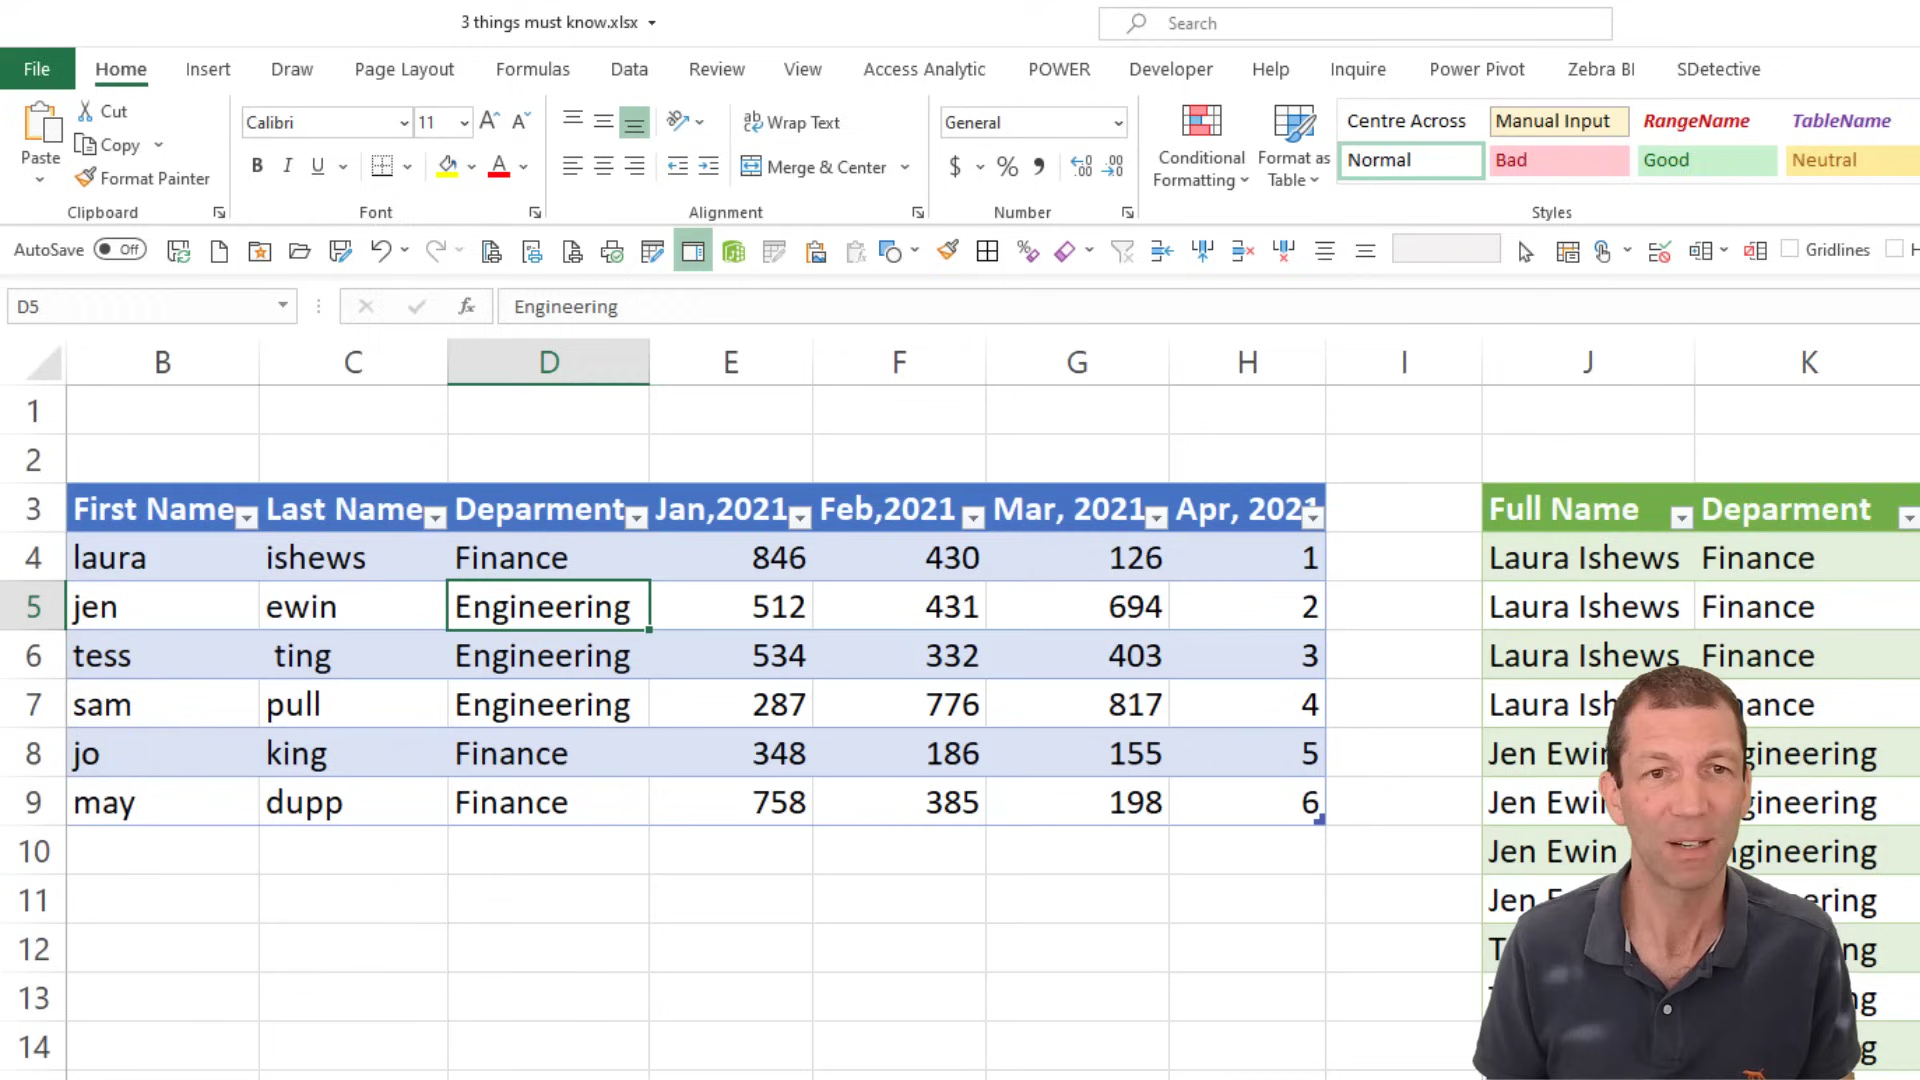 3 things must know.xlsx
Search
File Home Insert Draw Page Layout Formulas Data Review View Access Analytic POWER Developer Help Inquire Power Pivot Zebra BI SDetective
Paste
Cut
Copy
Format Painter
Clipboard
Calibri 11
B I U
Font
Wrap Text
Merge & Center
Alignment
General
$ %
Number
Conditional Formatting
Format as Table
Centre Across Manual Input RangeName TableName
Normal Bad Good Neutral
Styles
AutoSave Off Gridlines H
D5 fx Engineering
B C D E F G H I J K
1
2
3 First Name Last Name Deparment Jan,2021 Feb,2021 Mar, 2021 Apr, 2021 Full Name Deparment
4 laura ishews Finance 846 430 126 1 Laura Ishews Finance
5 jen ewin Engineering 512 431 694 2 Laura Ishews Finance
6 tess ting Engineering 534 332 403 3 Laura Ishews Finance
7 sam pull Engineering 287 776 817 4 Laura Ish nance
8 jo king Finance 348 186 155 5 Jen Ewi gineering
9 may dupp Finance 758 385 198 6 Jen Ewi gineering
10 Jen Ewin ngineering
11 Jen E ering
12 T ng
13 ng
14 g